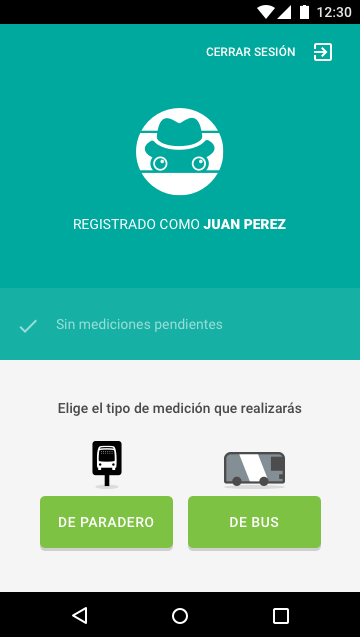 12:30
CERRAR SESIÓN
REGISTRADO COMO JUAN PEREZ
Sin mediciones pendientes
Elige el tipo de medición que realizarás
DE PARADERO
DE BUS